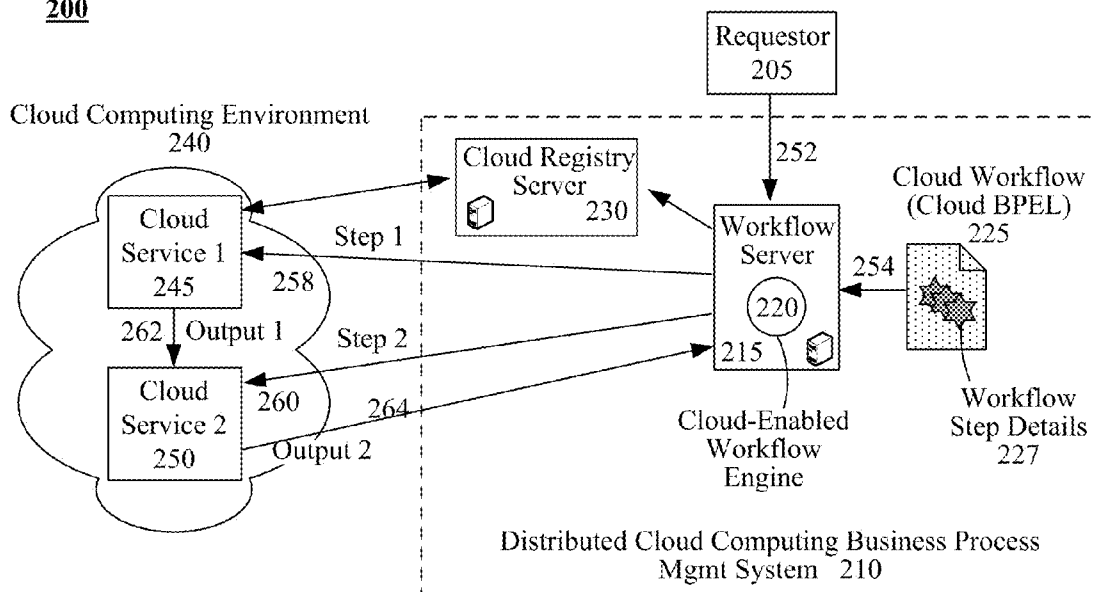 200
Requestor
205
Cloud Computing Environment
240
Cloud Registry
Server
230
252
Cloud Workflow
(Cloud BPEL)
225
Cloud
Service 1
245
Step 1
258
Workflow
Server
220
215
254
262
Output 1
Step 2
260
Cloud
Service 2
250
264
Output 2
Cloud-Enabled
Workflow
Engine
Workflow
Step Details
227
Distributed Cloud Computing Business Process
Mgmt System 210